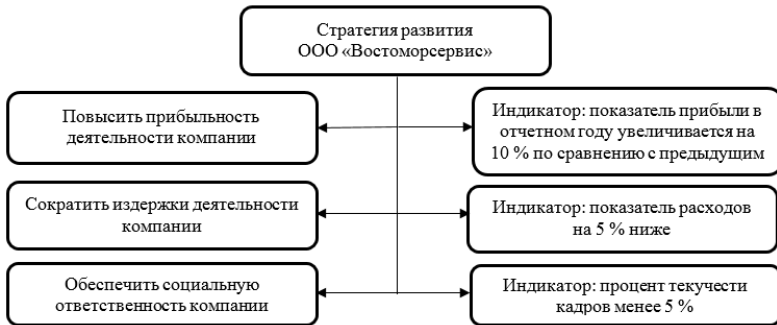 Стратегия развития
ООО «Востоморсервис»
Повысить прибыльность
деятельности компании
Индикатор: показатель прибыли в
отчетном году увеличивается на
10 % по сравнению с предыдущим
Сократить издержки деятельности
компании
Индикатор: показатель расходов
на 5 % ниже
Обеспечить социальную
ответственность компании
Индикатор: процент текучести
кадров менее 5 %